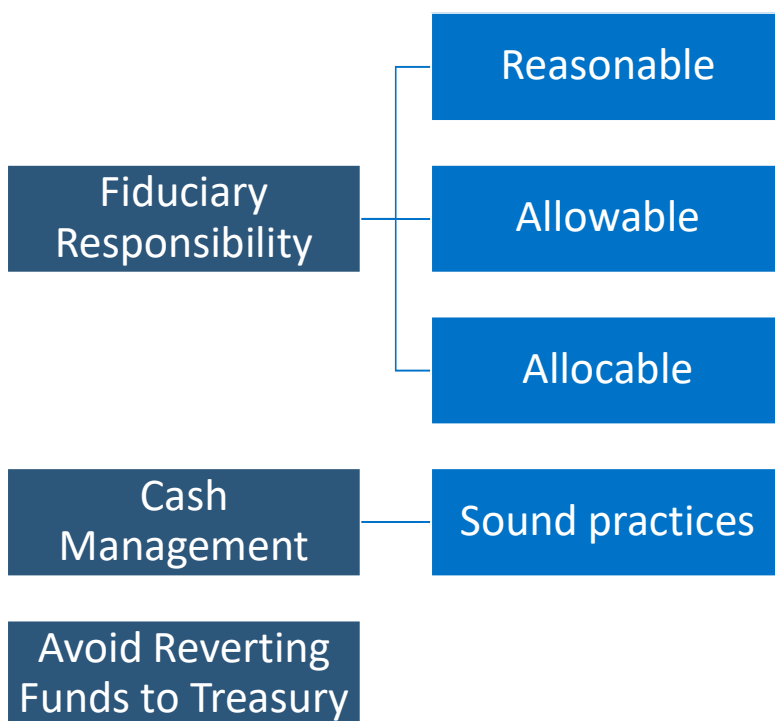 Reasonable
Fiduciary
Responsibility
Allowable
Allocable
Cash
Management
Sound practices
Avoid Reverting
Funds to Treasury